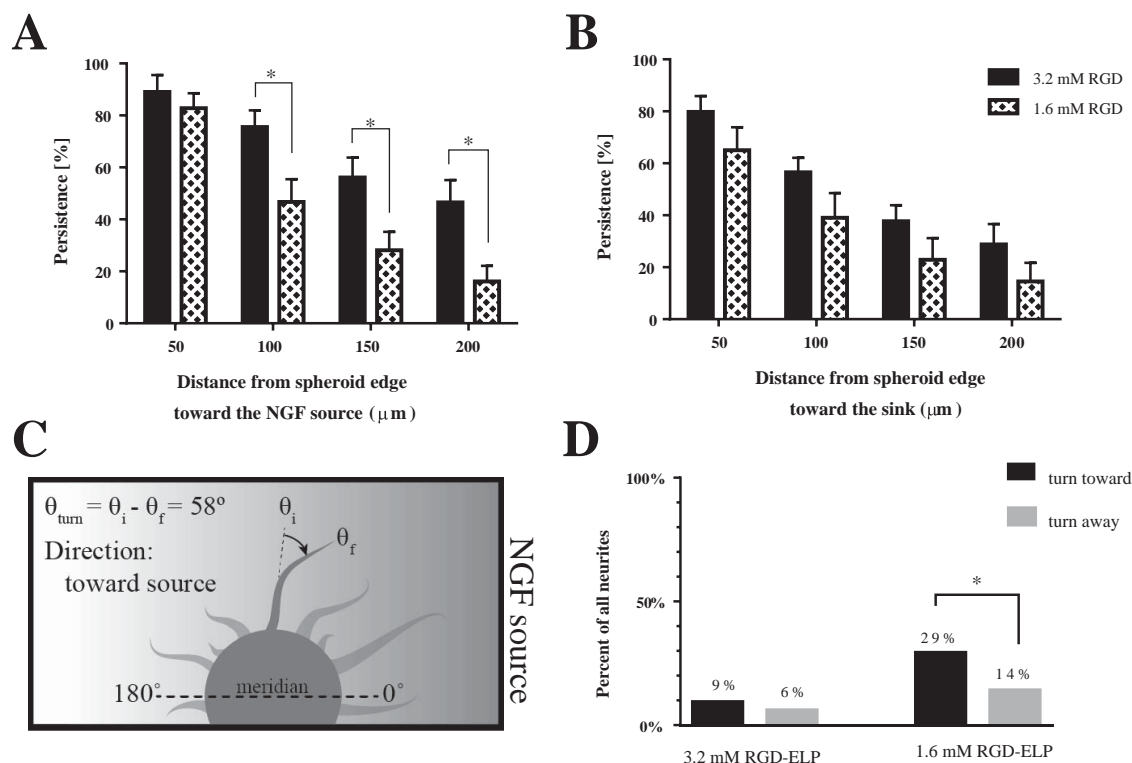 A
100
80
60
40
20
0
Persistence [%]
*
*
*
50
100
150
200
Distance from spheroid edge
toward the NGF source (μm)
B
100
80
60
40
20
0
Persistence [%]
3.2 mM RGD
1.6 mM RGD
50
100
150
200
Distance from spheroid edge
toward the sink (μm)
C
θturn = θi - θf = 58º
Direction:
toward source
θi
θf
180°
meridian
0°
NGF source
D
100%
50%
0%
Percent of all neurites
turn toward
turn away
9%
6%
29%
14%
*
3.2 mM RGD-ELP
1.6 mM RGD-ELP